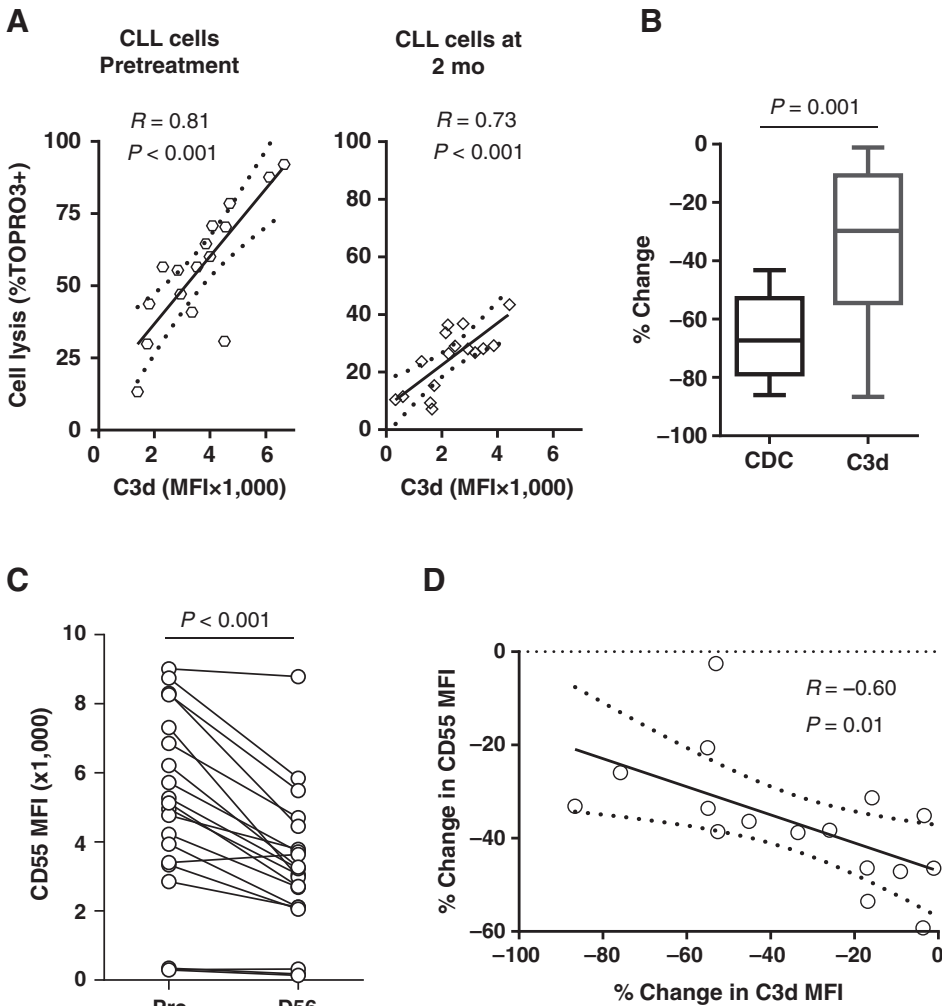 A
CLL cells
Pretreatment
R = 0.81
P < 0.001
100
75
50
25
0
Cell lysis (%TOPRO3+)
0 2 4 6
C3d (MFI×1,000)
CLL cells at
2 mo
R = 0.73
P < 0.001
100
80
60
40
20
0
0 2 4 6
C3d (MFI×1,000)
B
P = 0.001
0
−20
−40
−60
−80
−100
% Change
CDC C3d
C
P < 0.001
10
8
6
4
2
0
CD55 MFI (x1,000)
Pre D56
D
0
−20
−40
−60
% Change in CD55 MFI
R = −0.60
P = 0.01
−100 −80 −60 −40 −20 0
% Change in C3d MFI